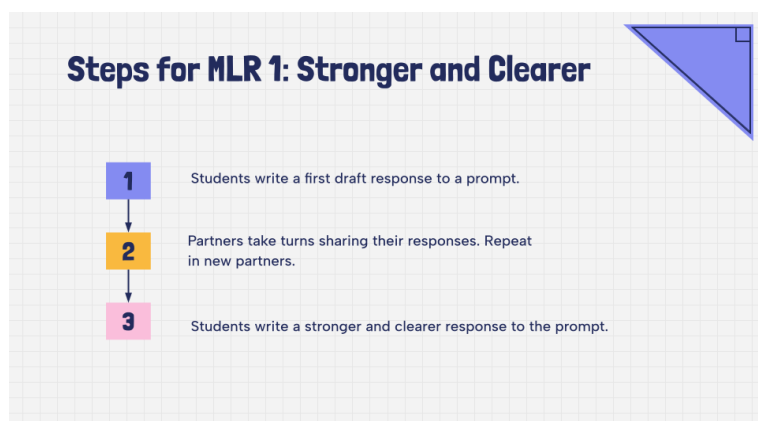 Steps for MLR 1: Stronger and Clearer
1
Students write a first draft response to a prompt.
2
Partners take turns sharing their responses. Repeat
in new partners.
3
Students write a stronger and clearer response to the prompt.